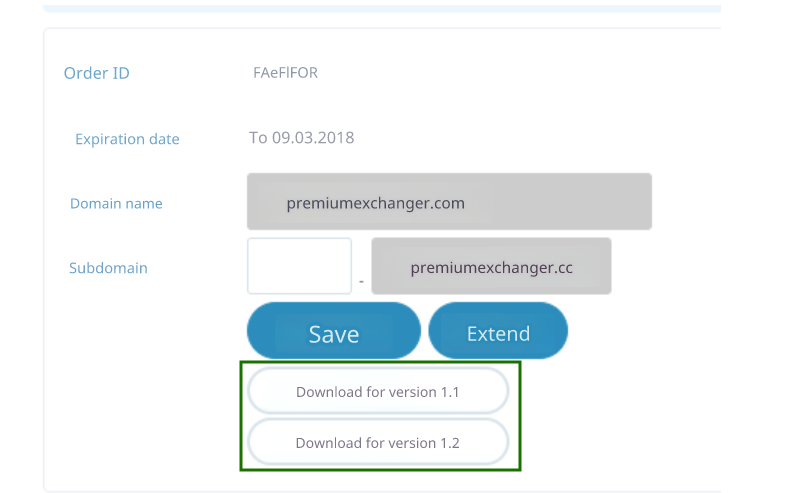 Order ID FAeFlFOR
Expiration date To 09.03.2018
Domain name premiumexchanger.com
Subdomain - premiumexchanger.cc
Save Extend
Download for version 1.1
Download for version 1.2